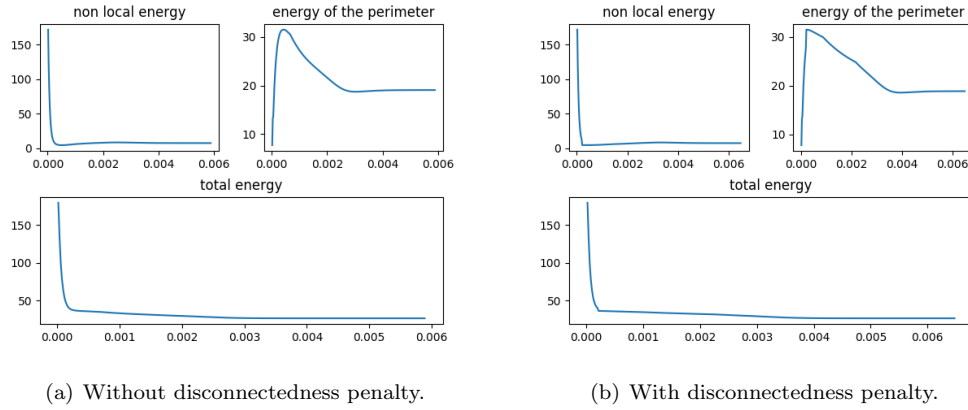 non local energy
energy of the perimeter
150
100
50
0
0.000 0.002 0.004 0.006
30
20
10
0.000 0.002 0.004 0.006
total energy
150
100
50
0.000 0.001 0.002 0.003 0.004 0.005 0.006
(a) Without disconnectedness penalty.
non local energy
energy of the perimeter
150
100
50
0
0.000 0.002 0.004 0.006
30
20
10
0.000 0.002 0.004 0.006
total energy
150
100
50
0.000 0.001 0.002 0.003 0.004 0.005 0.006
(b) With disconnectedness penalty.